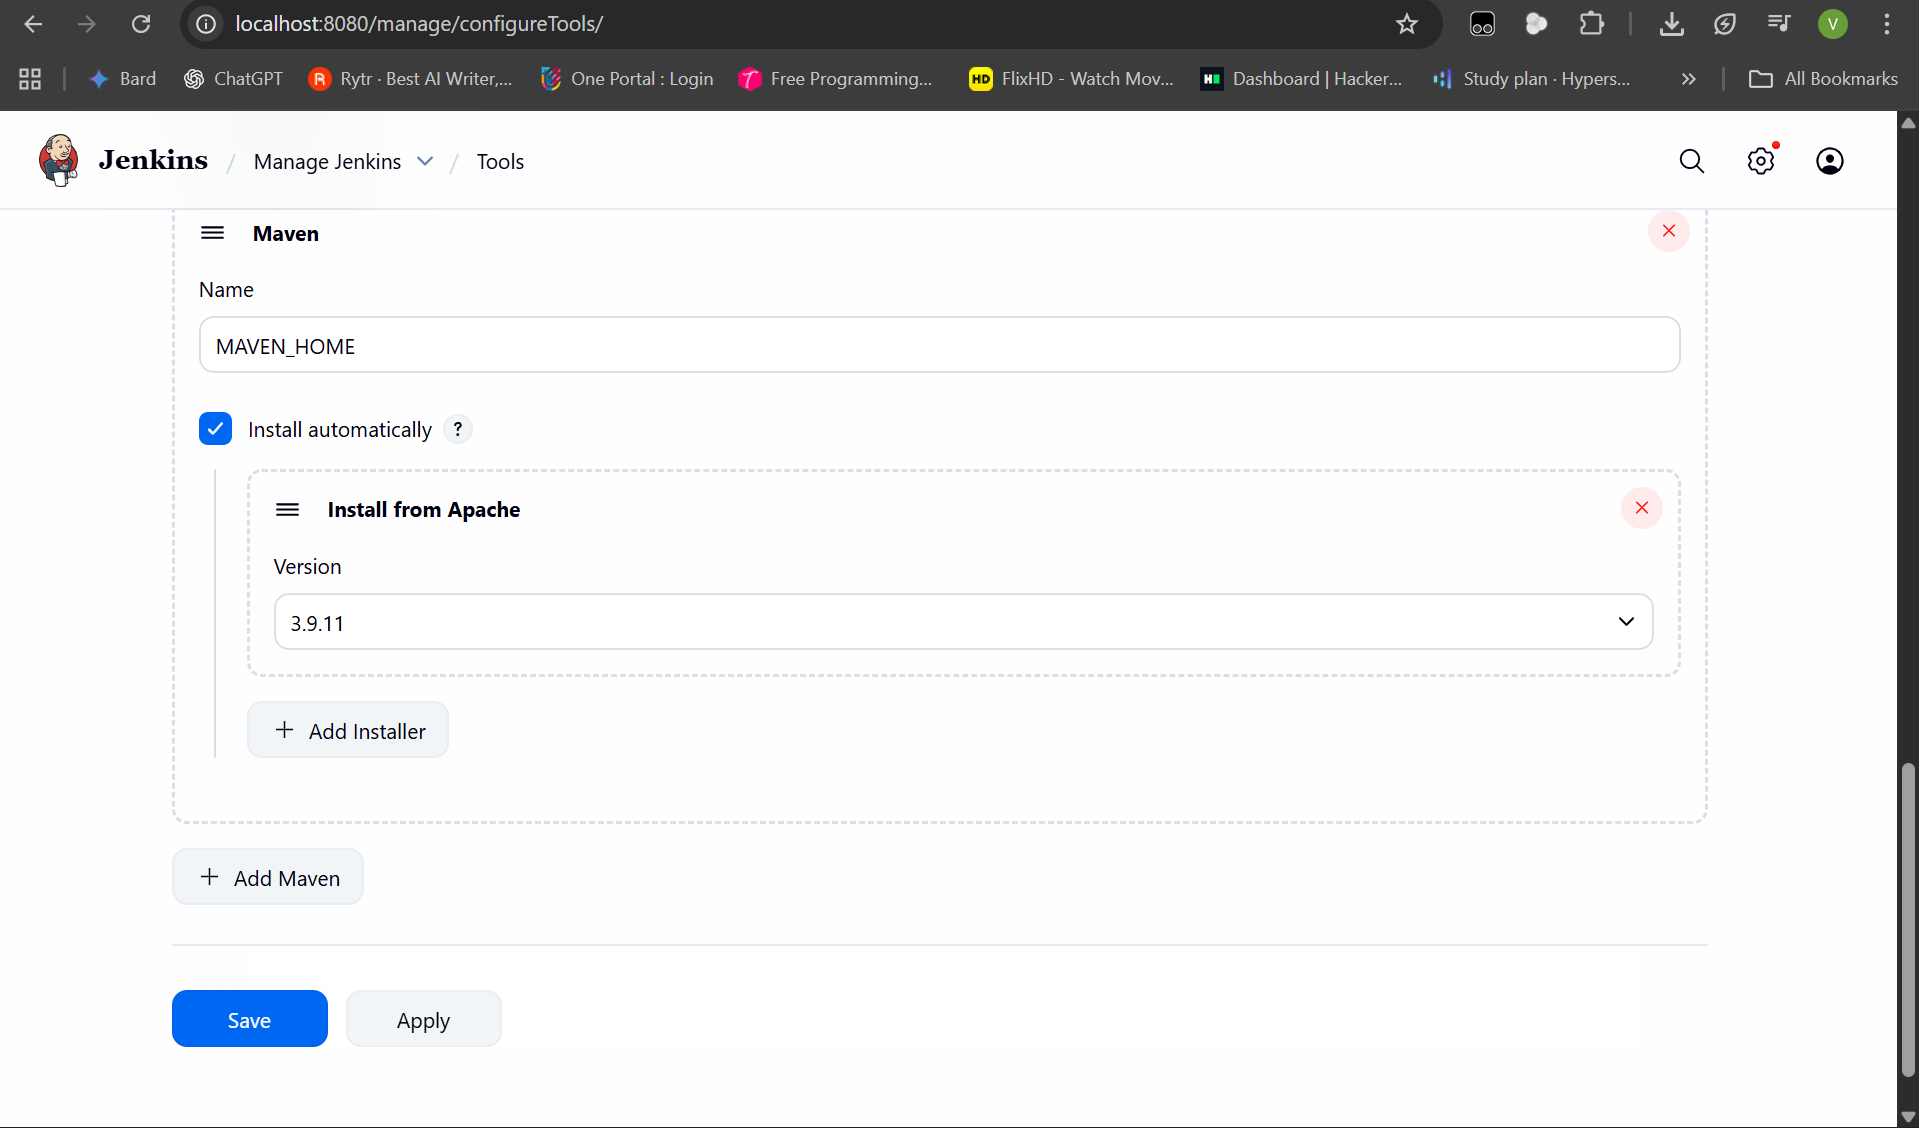 localhost:8080/manage/configureTools/
V
Bard
ChatGPT
R
Rytr · Best AI Writer,...
One Portal : Login
Free Programming...
HD
FlixHD - Watch Mov...
Dashboard | Hacker...
Study plan · Hypers...
All Bookmarks
Jenkins / Manage Jenkins / Tools
Maven
Name
MAVEN_HOME
Install automatically ?
Install from Apache
Version
3.9.11
+ Add Installer
+ Add Maven
Save
Apply